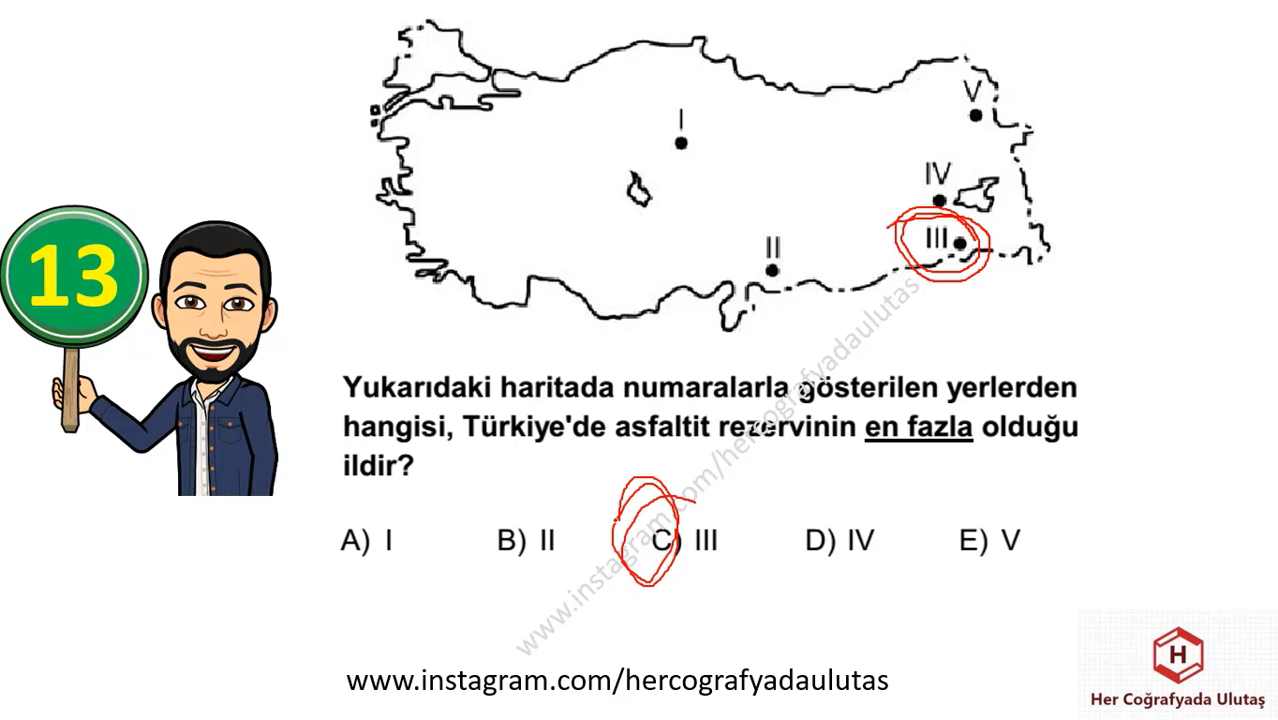 V
I
IV
III
II
13
Yukarıdaki haritada numaralarla gösterilen yerlerden
hangisi, Türkiye'de asfaltit rezervinin en fazla olduğu
ildir?
A) I B) II C) III D) IV E) V
www.instagram.com/hercografyadaulutas
www.instagram.com/hercografyadaulutas
H
Her Coğrafyada Ulutaş